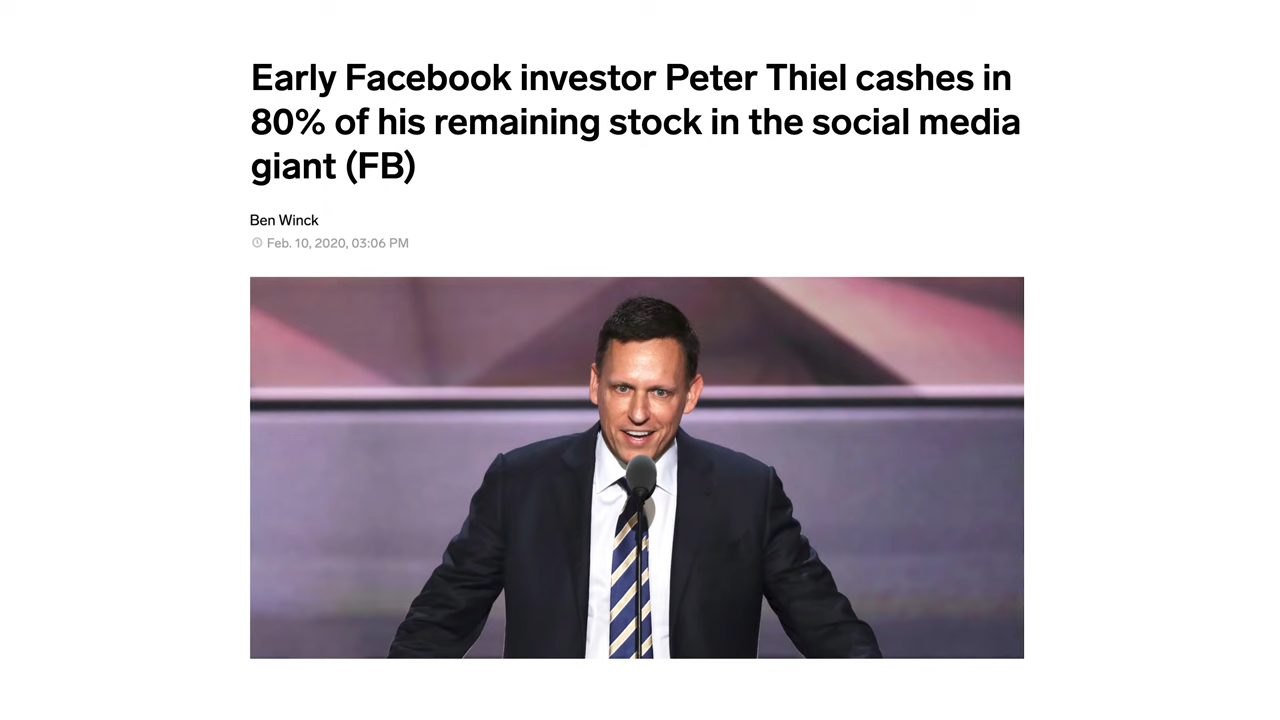 Early Facebook investor Peter Thiel cashes in
80% of his remaining stock in the social media
giant (FB)
Ben Winck
Feb. 10, 2020, 03:06 PM